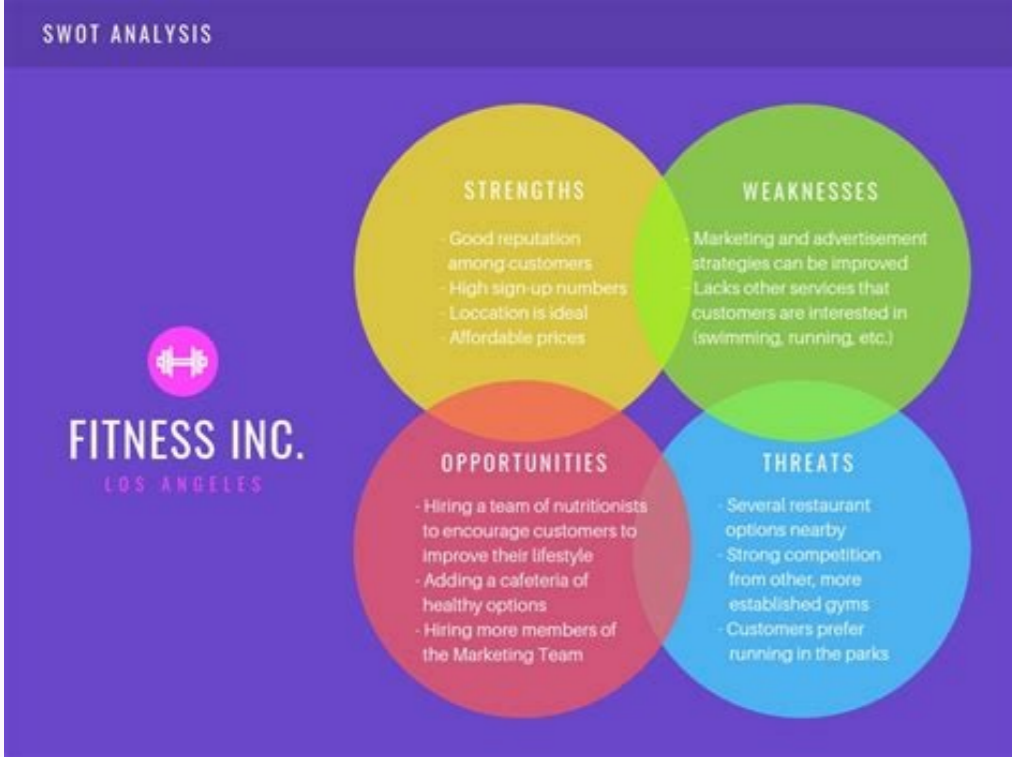 SWOT ANALYSIS
STRENGTHS
- Good reputation
among customers
- High sign-up numbers
- Loccation is ideal
- Affordable prices
WEAKNESSES
- Marketing and advertisement
strategies can be improved
- Lacks other services that
customers are interested in
(swimming, running, etc.)
FITNESS INC.
LOS ANGELES
OPPORTUNITIES
- Hiring a team of nutritionists
to encourage customers to
improve their lifestyle
- Adding a cafeteria of
healthy options
- Hiring more members of
the Marketing Team
THREATS
- Several restaurant
options nearby
- Strong competition
from other, more
established gyms
- Customers prefer
running in the parks